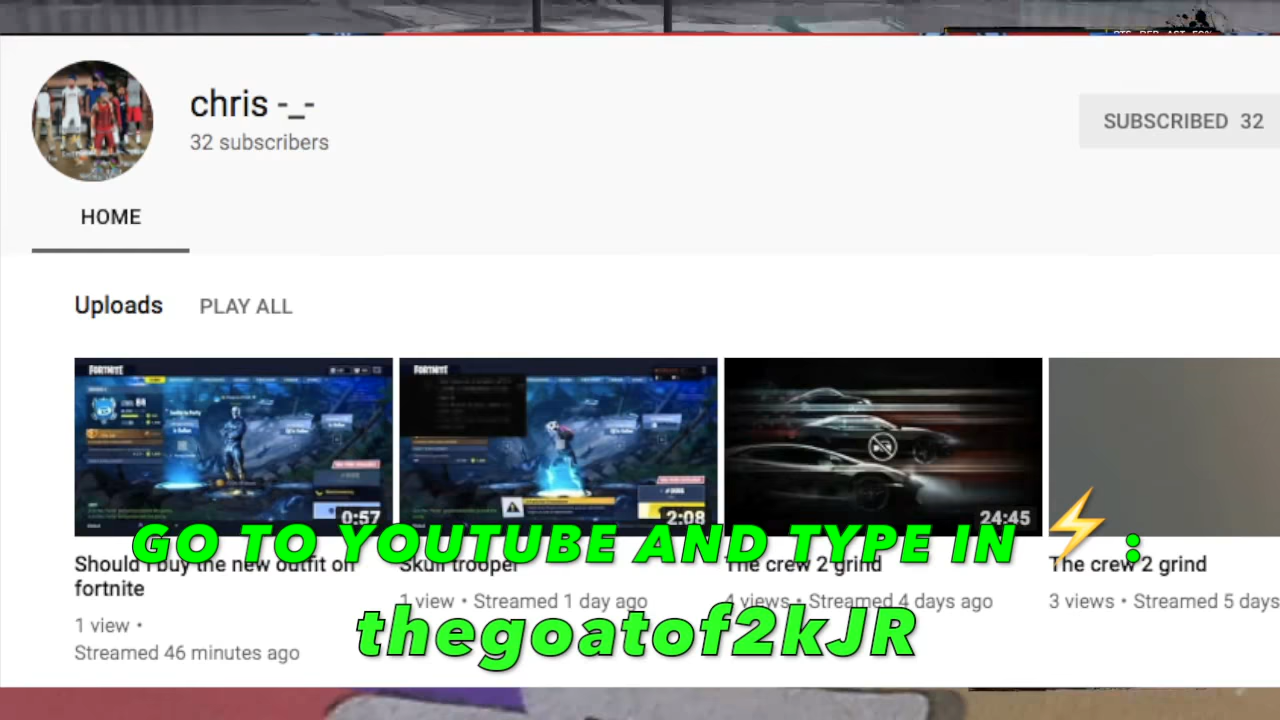 chris -_-
32 subscribers
SUBSCRIBED 32
HOME
Uploads PLAY ALL
FORTNITE
FORTNITE
0:57
2:08
24:45
GO TO YOUTUBE AND TYPE IN ⚡:
Should I buy the new outfit on
fortnite
Skull trooper
The crew 2 grind
The crew 2 grind
1 view •
Streamed 46 minutes ago
1 view • Streamed 1 day ago
4 views • Streamed 4 days ago
3 views • Streamed 5 days
thegoatof2kJR